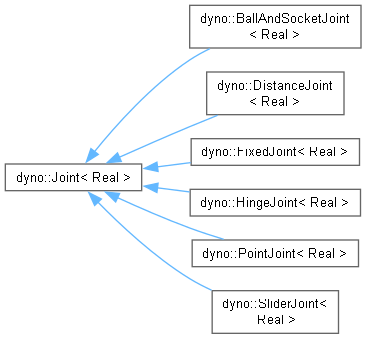 dyno::BallAndSocketJoint
< Real >
dyno::DistanceJoint
< Real >
dyno::FixedJoint< Real >
dyno::Joint< Real >
dyno::HingeJoint< Real >
dyno::PointJoint< Real >
dyno::SliderJoint<
Real >